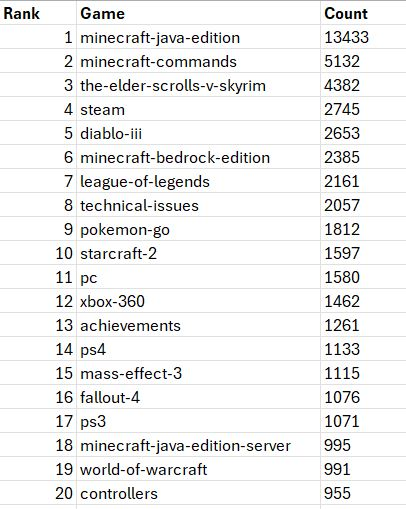 Rank Game Count
1 minecraft-java-edition 13433
2 minecraft-commands 5132
3 the-elder-scrolls-v-skyrim 4382
4 steam 2745
5 diablo-iii 2653
6 minecraft-bedrock-edition 2385
7 league-of-legends 2161
8 technical-issues 2057
9 pokemon-go 1812
10 starcraft-2 1597
11 pc 1580
12 xbox-360 1462
13 achievements 1261
14 ps4 1133
15 mass-effect-3 1115
16 fallout-4 1076
17 ps3 1071
18 minecraft-java-edition-server 995
19 world-of-warcraft 991
20 controllers 955